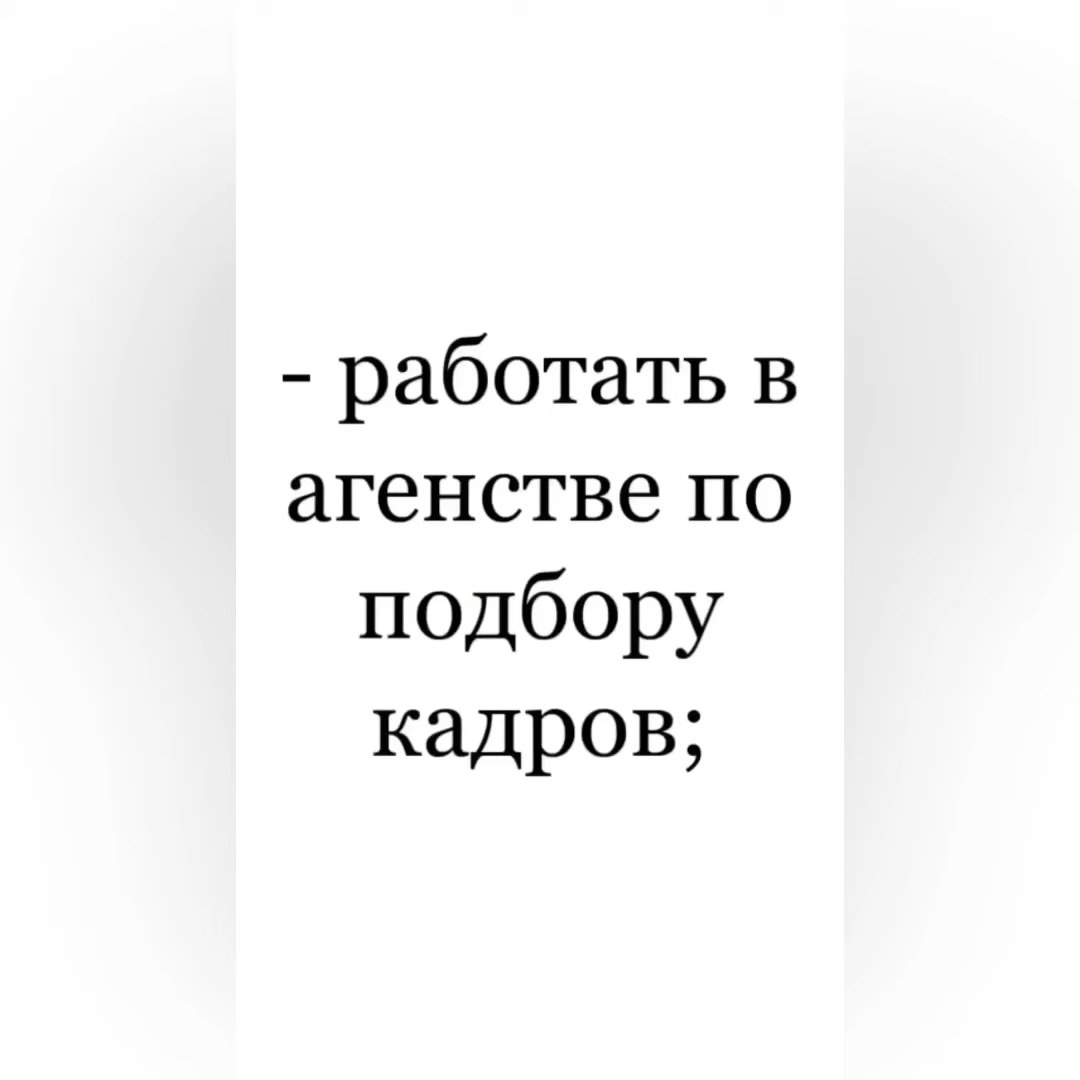 - работать в
агенстве по
подбору
кадров;